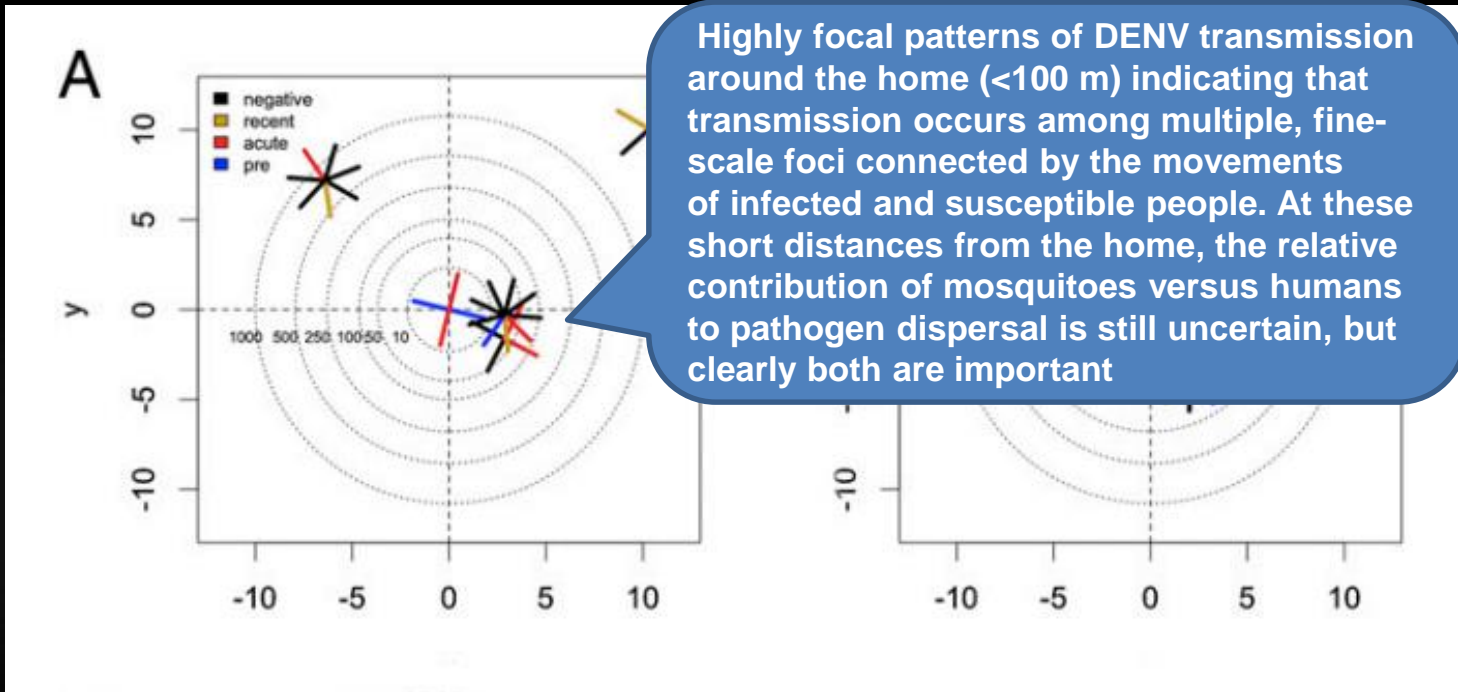 A
negative
recent
acute
pre
Highly focal patterns of DENV transmission
around the home (<100 m) indicating that
transmission occurs among multiple, fine-
scale foci connected by the movements
of infected and susceptible people. At these
short distances from the home, the relative
contribution of mosquitoes versus humans
to pathogen dispersal is still uncertain, but
clearly both are important
10
5
0
-5
-10
y
1000 500 250 100 50 10
-10 -5 0 5 10
-10
-10 -5 0 5 10